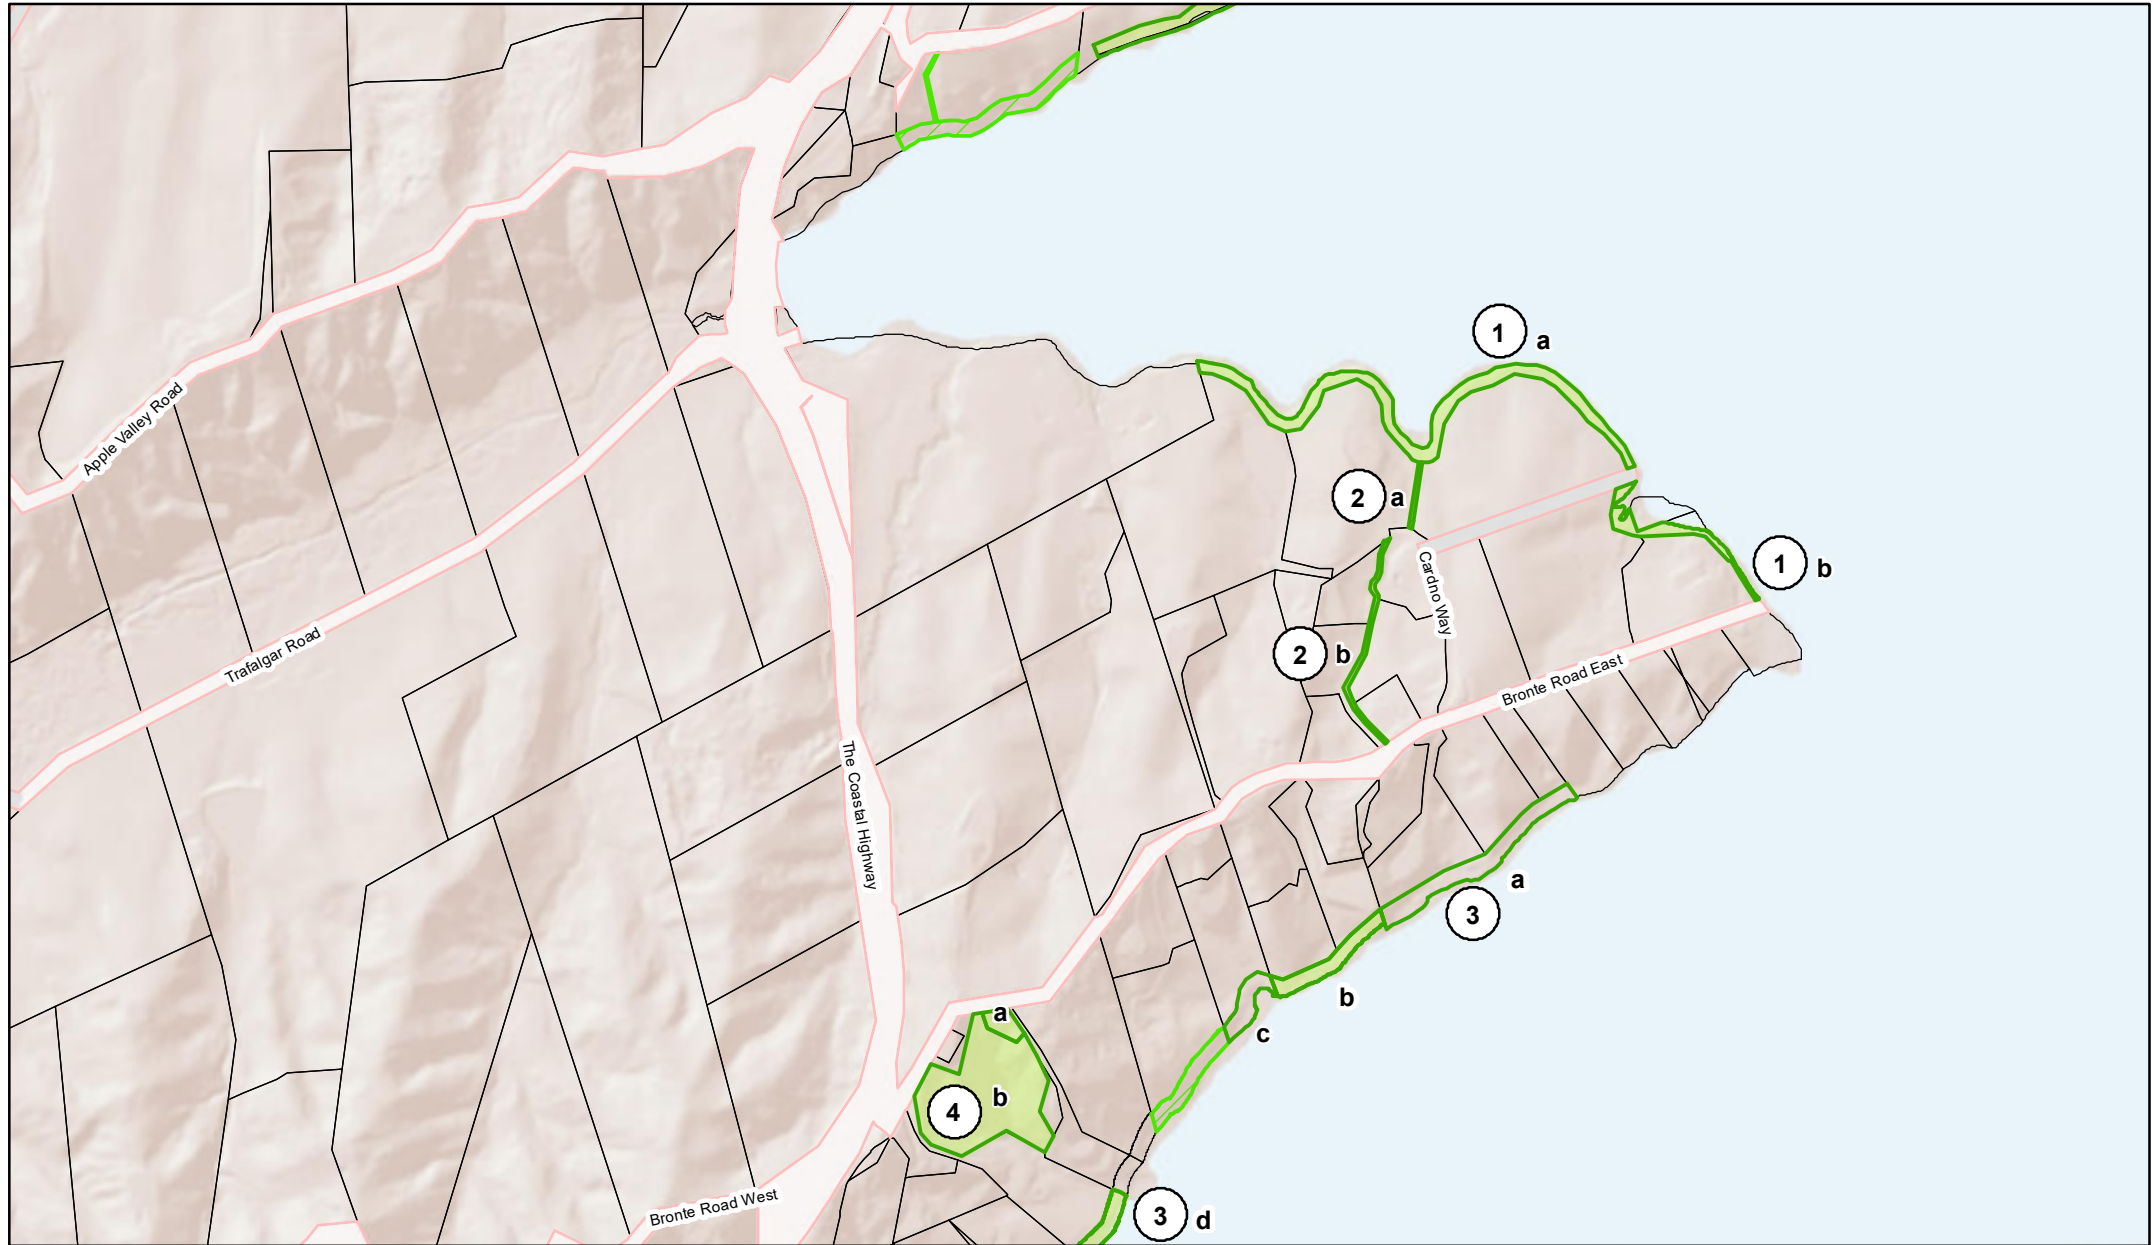 1 a
Apple Valley Road
2 a
1 b
Cardno Way
Trafalgar Road
2 b
Bronte Road East
The Coastal Highway
a
3
b
a
c
b
4
Bronte Road West
3 d